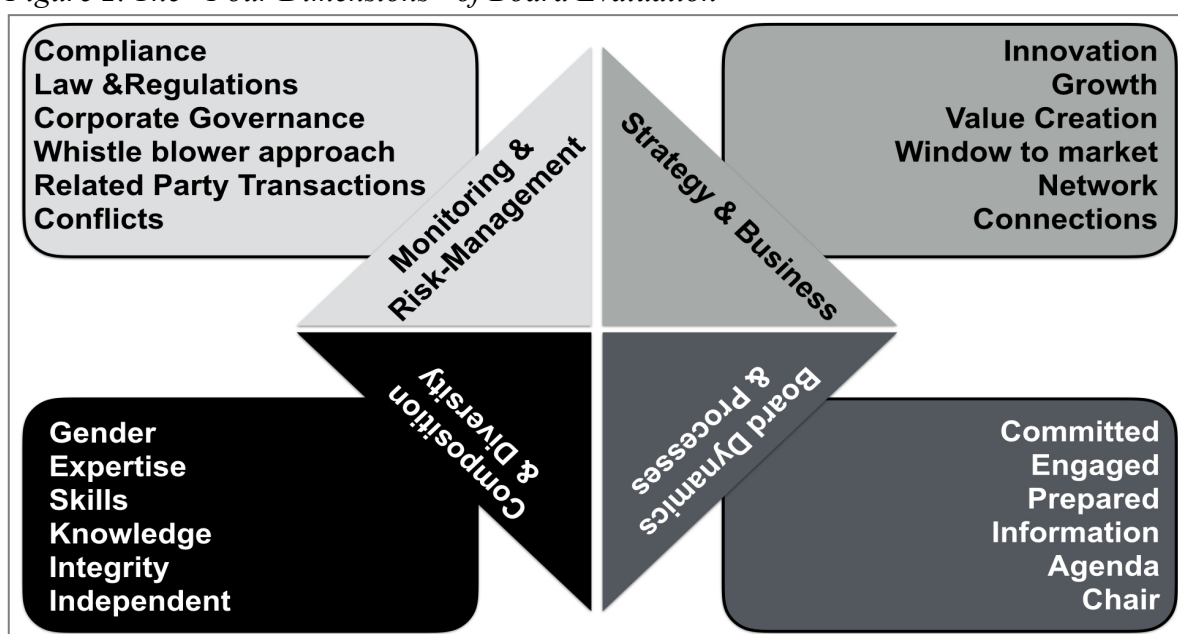 Figure 1: The "Four Dimensions" of Board Evaluation
Compliance
Law &Regulations
Corporate Governance
Whistle blower approach
Related Party Transactions
Conflicts
Monitoring &
Risk-Management
Strategy & Business
Innovation
Growth
Value Creation
Window to market
Network
Connections
Composition
& Diversity
Gender
Expertise
Skills
Knowledge
Integrity
Independent
Board Dynamics
& Processes
Committed
Engaged
Prepared
Information
Agenda
Chair